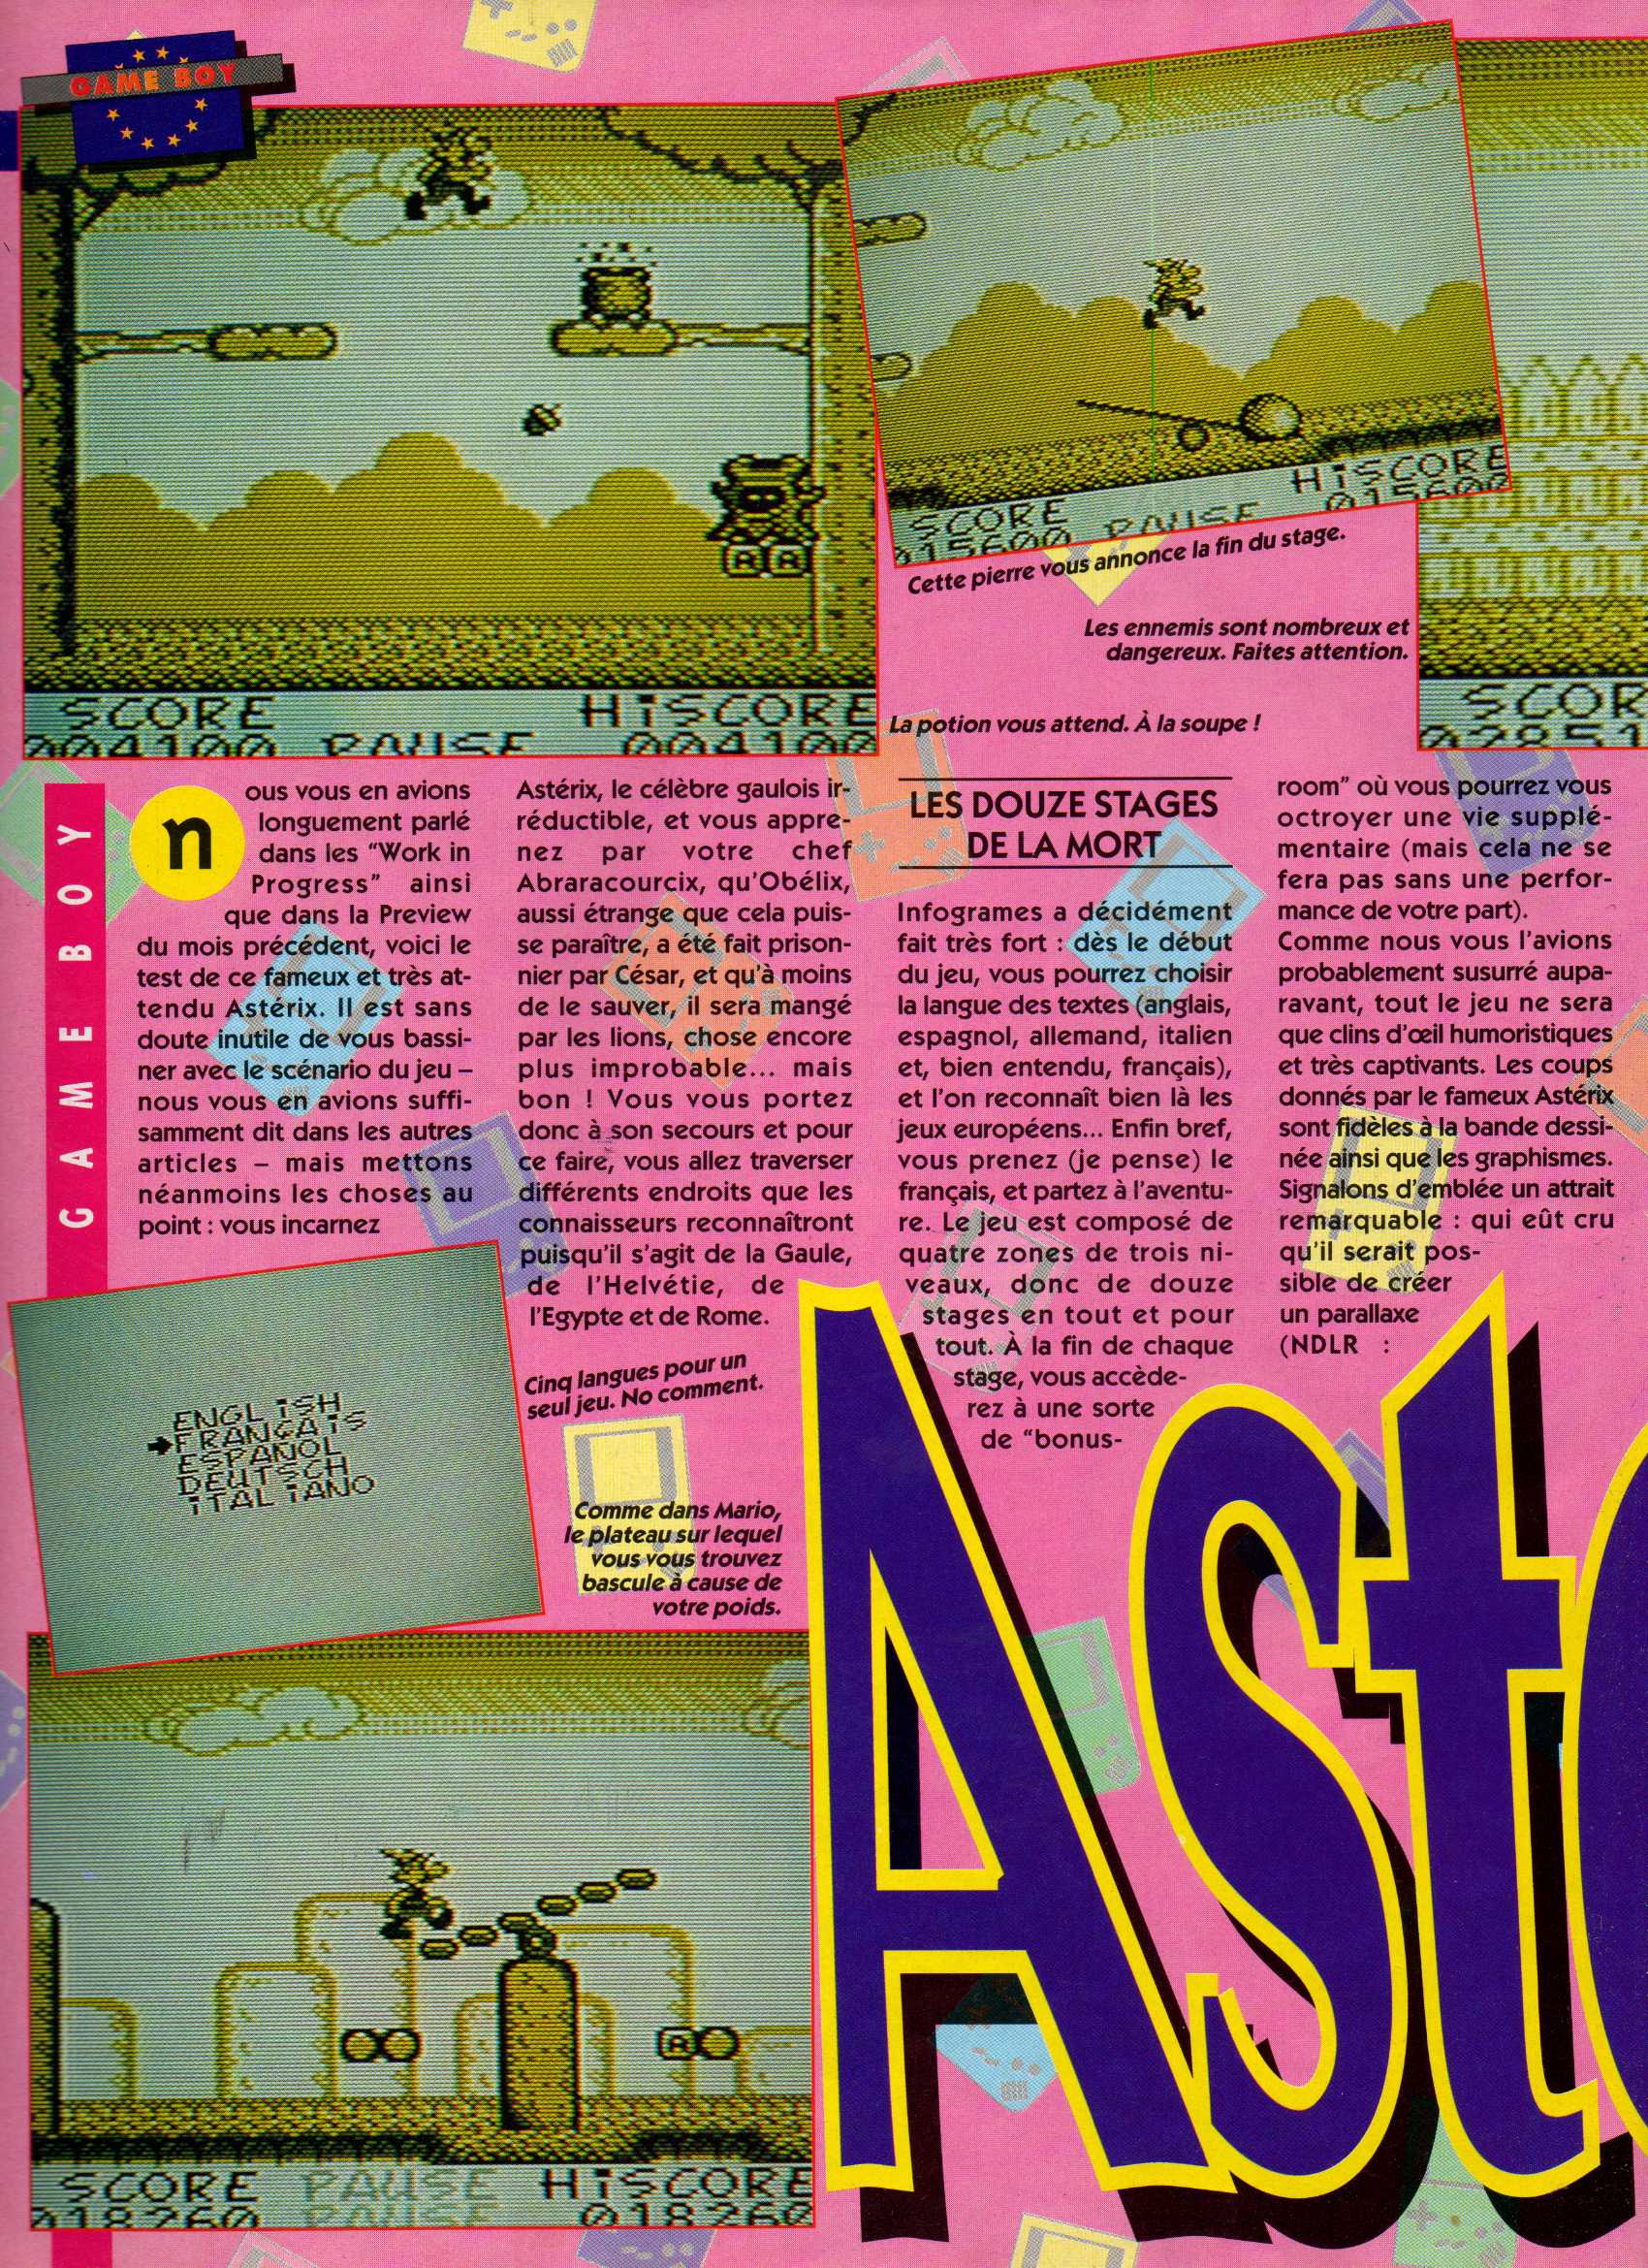 GAME BOY
SCORE
HiSCORE
004100 PAUSE 004100
HiSCORE
SCORE
015600
015600 PAUSE
Cette pierre vous annonce la fin du stage.
Les ennemis sont nombreux et
dangereux. Faites attention.
SCOR
02851
La potion vous attend. À la soupe !
GAME BOY
nous vous en avions
longuement parlé
dans les “Work in
Progress” ainsi
que dans la Preview
du mois précédent, voici le
test de ce fameux et très at-
tendu Astérix. Il est sans
doute inutile de vous bassi-
ner avec le scénario du jeu –
nous vous en avions suffi-
samment dit dans les autres
articles – mais mettons
néanmoins les choses au
point : vous incarnez
Astérix, le célèbre gaulois ir-
réductible, et vous appre-
nez par votre chef
Abraracourcix, qu'Obélix,
aussi étrange que cela puis-
se paraître, a été fait prison-
nier par César, et qu'à moins
de le sauver, il sera mangé
par les lions, chose encore
plus improbable... mais
bon ! Vous vous portez
donc à son secours et pour
ce faire, vous allez traverser
différents endroits que les
connaisseurs reconnaîtront
puisqu'il s'agit de la Gaule,
de l'Helvétie, de
l'Egypte et de Rome.
LES DOUZE STAGES
DE LA MORT
Infogrames a décidément
fait très fort : dès le début
du jeu, vous pourrez choisir
la langue des textes (anglais,
espagnol, allemand, italien
et, bien entendu, français),
et l'on reconnaît bien là les
jeux européens... Enfin bref,
vous prenez (je pense) le
français, et partez à l'aventu-
re. Le jeu est composé de
quatre zones de trois ni-
veaux, donc de douze
stages en tout et pour
tout. À la fin de chaque
stage, vous accède-
rez à une sorte
de “bonus-
room” où vous pourrez vous
octroyer une vie supplé-
mentaire (mais cela ne se
fera pas sans une perfor-
mance de votre part).
Comme nous vous l'avions
probablement susurré aupa-
ravant, tout le jeu ne sera
que clins d'œil humoristiques
et très captivants. Les coups
donnés par le fameux Astérix
sont fidèles à la bande dessi-
née ainsi que les graphismes.
Signalons d'emblée un attrait
remarquable : qui eût cru
qu'il serait pos-
sible de créer
un parallaxe
(NDLR :
Cinq langues pour un
seul jeu. No comment.
ENGLiSH
FRANÇAiS
ESPAÑOL
DEUTSCH
iTALiANO
Comme dans Mario,
le plateau sur lequel
vous vous trouvez
bascule à cause de
votre poids.
SCORE PAUSE HiSCORE
018260 PAUSE 018260
Ast